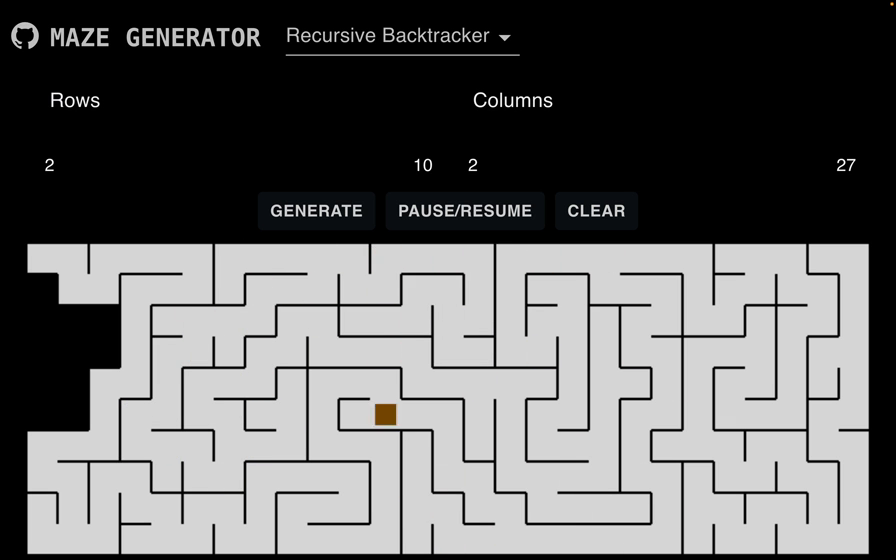 MAZE GENERATOR Recursive Backtracker
Rows Columns
2 10 2 27
GENERATE PAUSE/RESUME CLEAR